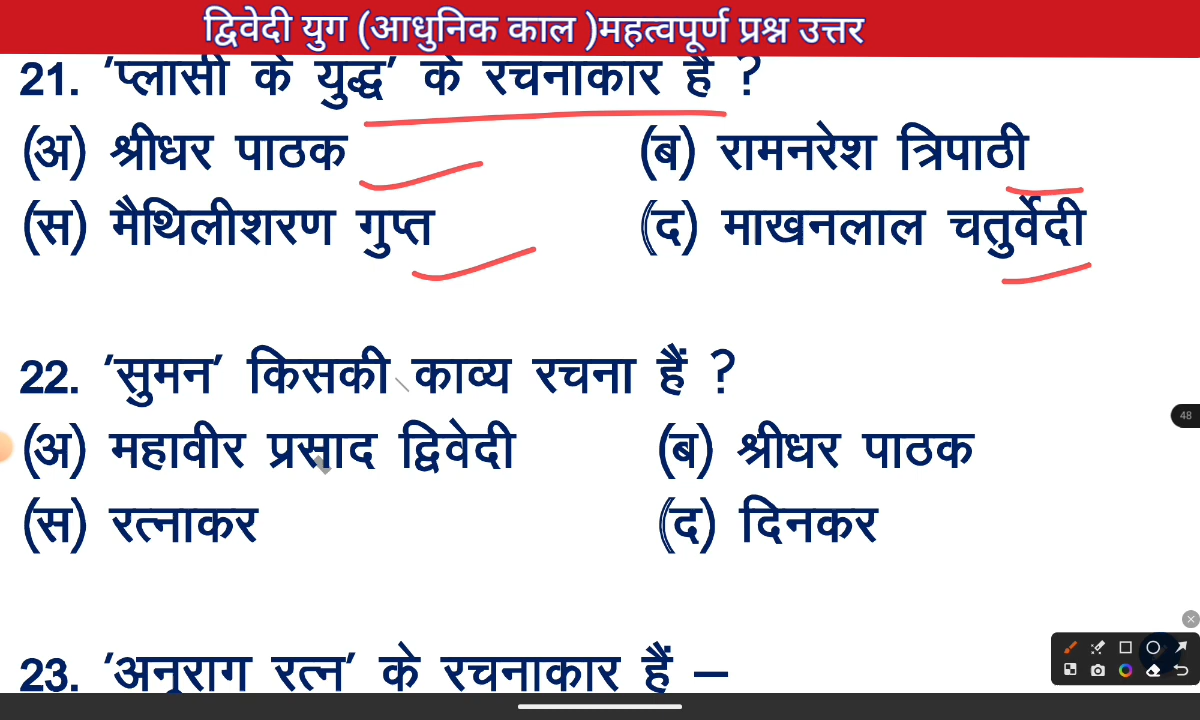 द्विवेदी युग (आधुनिक काल )महत्वपूर्ण प्रश्न उत्तर
21. 'प्लासी के युद्ध' के रचनाकार हैं ?
(अ) श्रीधर पाठक (ब) रामनरेश त्रिपाठी
(स) मैथिलीशरण गुप्त (द) माखनलाल चतुर्वेदी
22. 'सुमन' किसकी काव्य रचना हैं ?
(अ) महावीर प्रसाद द्विवेदी (ब) श्रीधर पाठक
48
(स) रत्नाकर (द) दिनकर
23. 'अनुराग रत्न' के रचनाकार हैं –